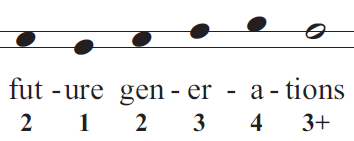 fut - ure gen - er - a - tions
2 1 2 3 4 3+